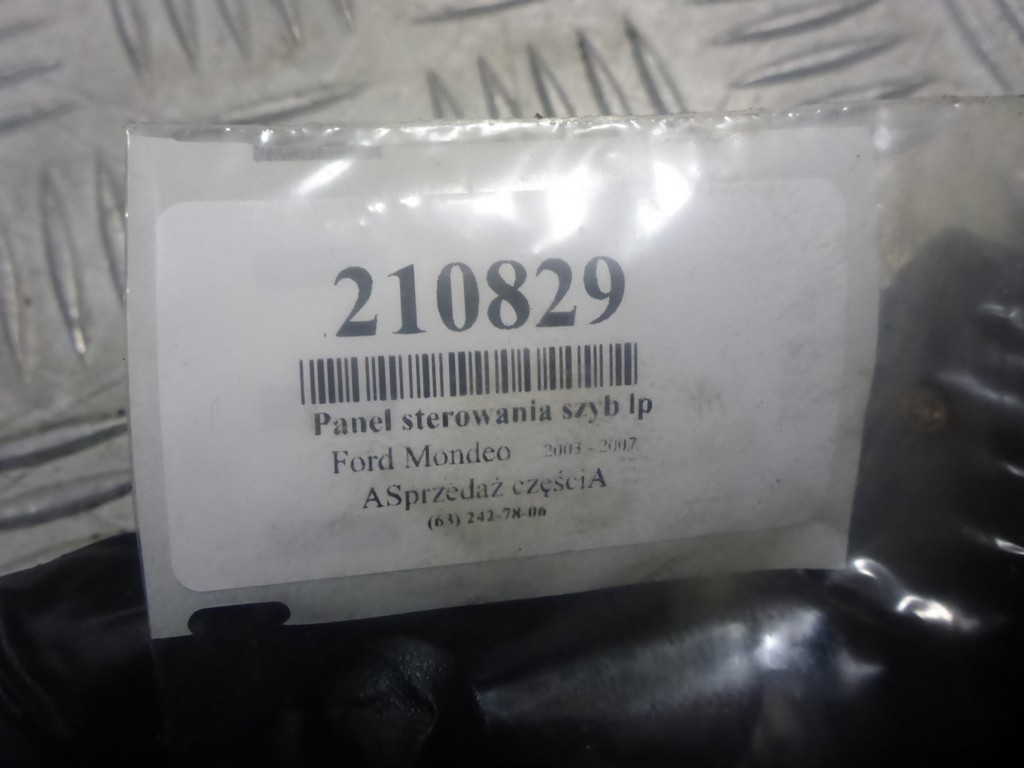 210829
Panel sterowania szyb lp
Ford Mondeo 2003 - 2007
ASprzedaż częściA
(63) 242-78-06